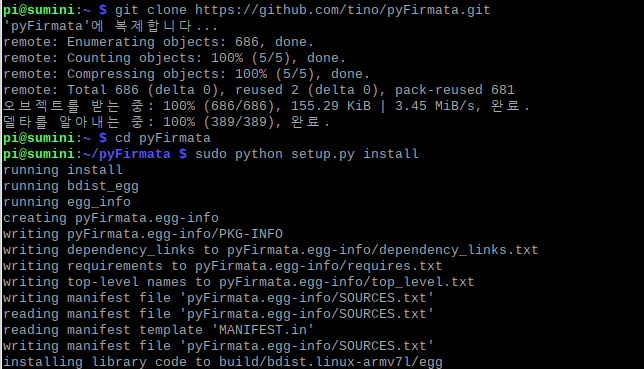 pi@sumini:~ $ git clone https://github.com/tino/pyFirmata.git
'pyFirmata'에 복제합니다...
remote: Enumerating objects: 686, done.
remote: Counting objects: 100% (5/5), done.
remote: Compressing objects: 100% (5/5), done.
remote: Total 686 (delta 0), reused 2 (delta 0), pack-reused 681
오브젝트를 받는 중: 100% (686/686), 155.29 KiB | 3.45 MiB/s, 완료.
델타를 알아내는 중: 100% (389/389), 완료.
pi@sumini:~ $ cd pyFirmata
pi@sumini:~/pyFirmata $ sudo python setup.py install
running install
running bdist_egg
running egg_info
creating pyFirmata.egg-info
writing pyFirmata.egg-info/PKG-INFO
writing dependency_links to pyFirmata.egg-info/dependency_links.txt
writing requirements to pyFirmata.egg-info/requires.txt
writing top-level names to pyFirmata.egg-info/top_level.txt
writing manifest file 'pyFirmata.egg-info/SOURCES.txt'
reading manifest file 'pyFirmata.egg-info/SOURCES.txt'
reading manifest template 'MANIFEST.in'
writing manifest file 'pyFirmata.egg-info/SOURCES.txt'
installing library code to build/bdist.linux-armv7l/egg